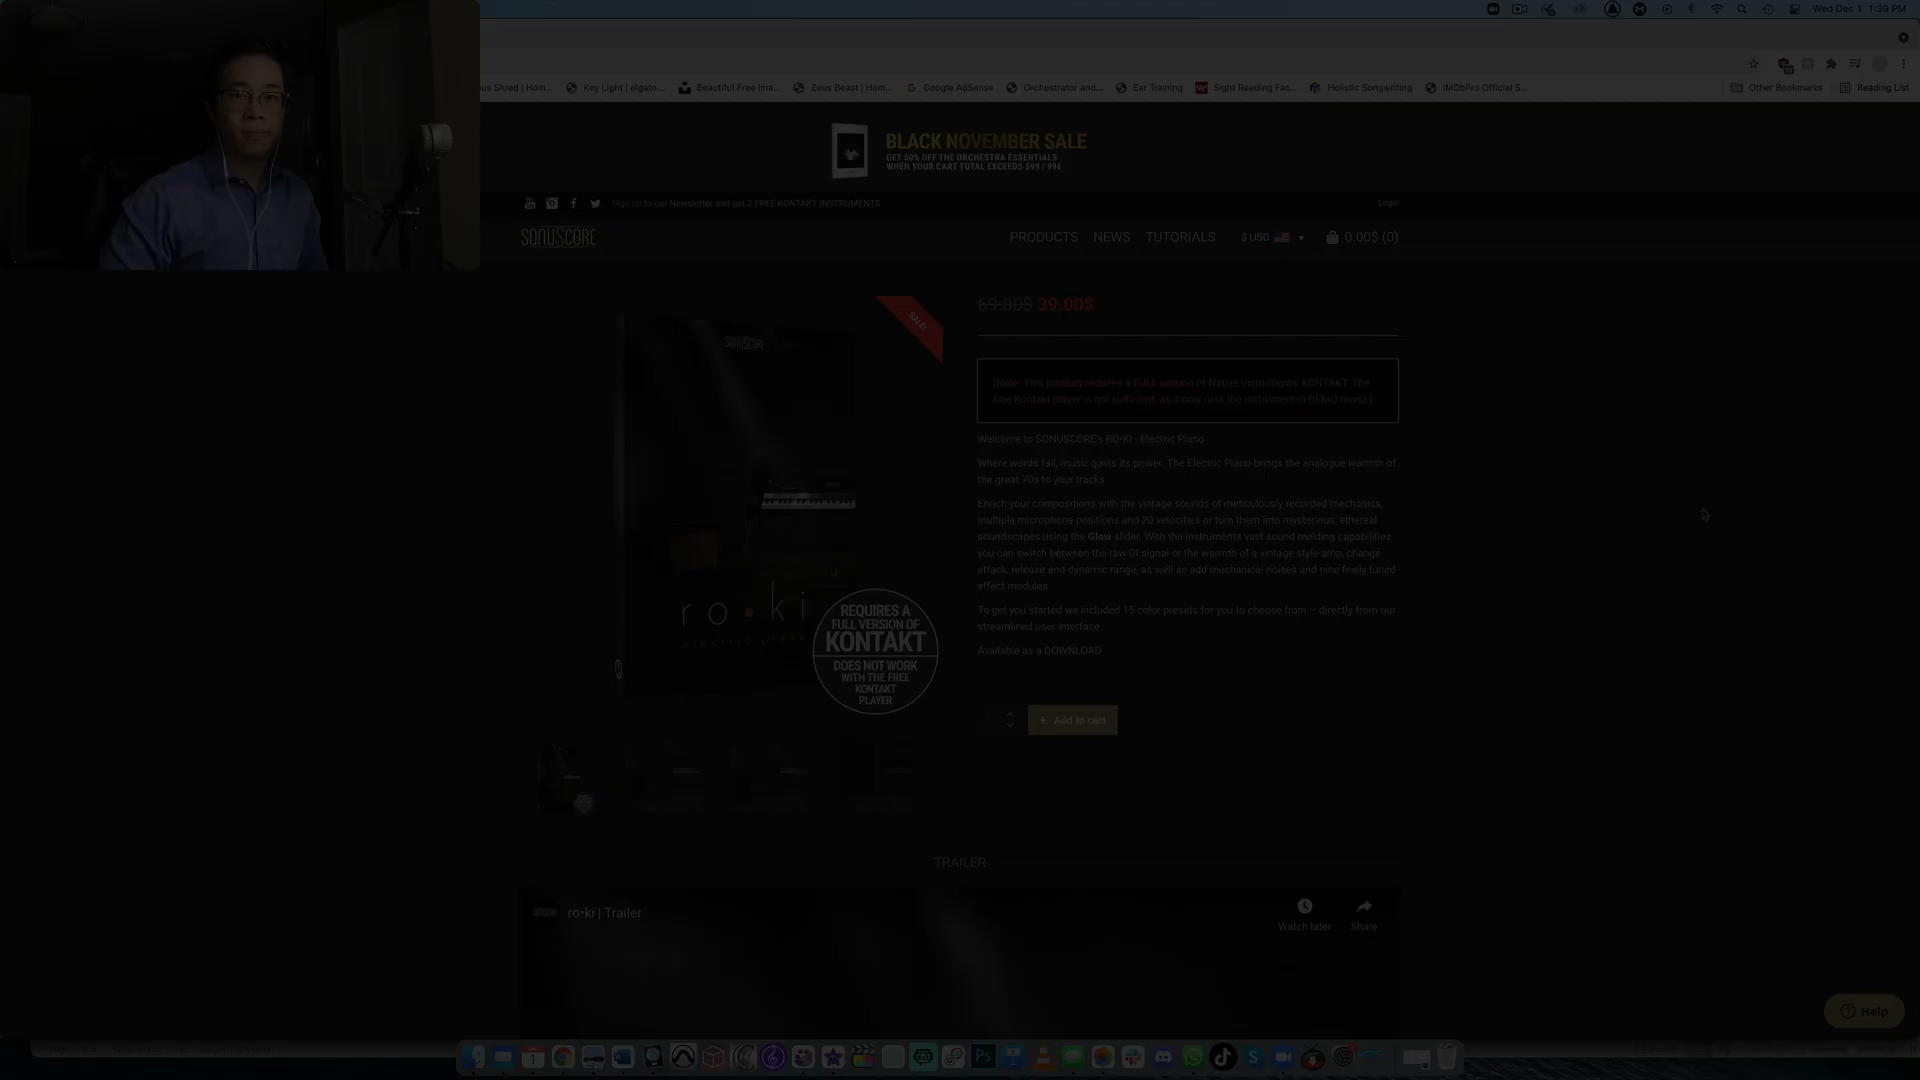 Wed Dec 1 1:39 PM
eus Shred | Hom...
Key Light | elgato....
Beautiful Free Ima...
Zeus Beast | Hom...
Google AdSense
Orchestrator and...
Ear Training
Sight Reading Fac...
Holistic Songwriting
IMDbPro Official S...
Other Bookmarks
Reading List
BLACK NOVEMBER SALE
GET 50% OFF THE ORCHESTRA ESSENTIALS
WHEN YOUR CART TOTAL EXCEEDS $99 / 99€
Sign up to our Newsletter and get 2 FREE KONTAKT INSTRUMENTS
Login
SONUSCORE
PRODUCTS
NEWS
TUTORIALS
$ USD
0.00$ (0)
69.00$ 39.00$
SALE!
SONUSCORE
[Note: This product requires a FULL version of Native Instruments' KONTAKT. The
free Kontakt player is not sufficient, as it only runs the instrument in DEMO mode.]
Welcome to SONUSCORE's RO•KI - Electric Piano
Where words fail, music gains its power. The Electric Piano brings the analogue warmth of
the great 70s to your tracks.
Enrich your compositions with the vintage sounds of meticulously recorded mechanics,
multiple microphone positions and 20 velocities or turn them into mysterious, ethereal
soundscapes using the Glow slider. With the instruments vast sound melding capabilities
you can switch between the raw DI signal or the warmth of a vintage style amp, change
attack, release and dynamic range, as well as add mechanical noises and nine finely tuned
effect modules.
To get you started we included 15 color presets for you to choose from – directly from our
streamlined user interface.
Available as a DOWNLOAD
ro•ki
electric piano
REQUIRES A
FULL VERSION OF
KONTAKT
DOES NOT WORK
WITH THE FREE
KONTAKT
PLAYER
+ Add to cart
TRAILER
ro•ki | Trailer
Watch later
Share
Help